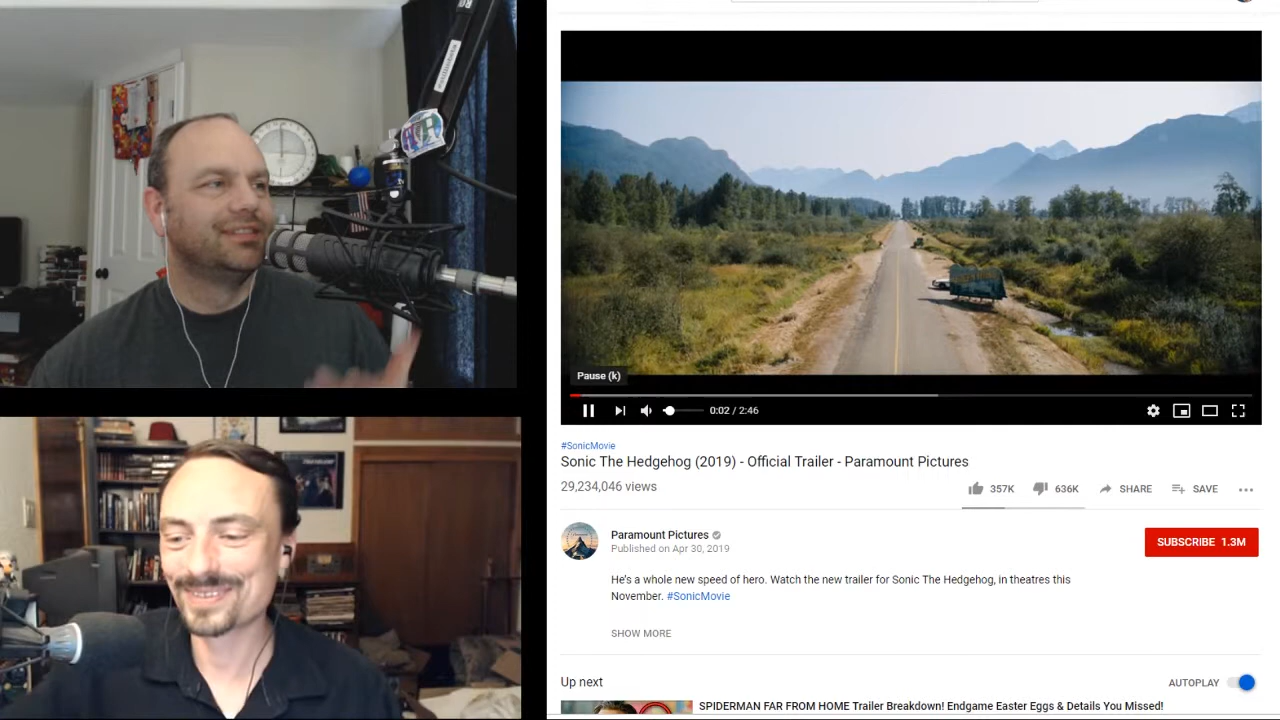 Pause (k)
0:02 / 2:46
#SonicMovie
Sonic The Hedgehog (2019) - Official Trailer - Paramount Pictures
29,234,046 views
357K
636K
SHARE
SAVE
Paramount Pictures
Published on Apr 30, 2019
SUBSCRIBE 1.3M
He's a whole new speed of hero. Watch the new trailer for Sonic The Hedgehog, in theatres this
November. #SonicMovie
SHOW MORE
Up next
AUTOPLAY
SPIDERMAN FAR FROM HOME Trailer Breakdown! Endgame Easter Eggs & Details You Missed!